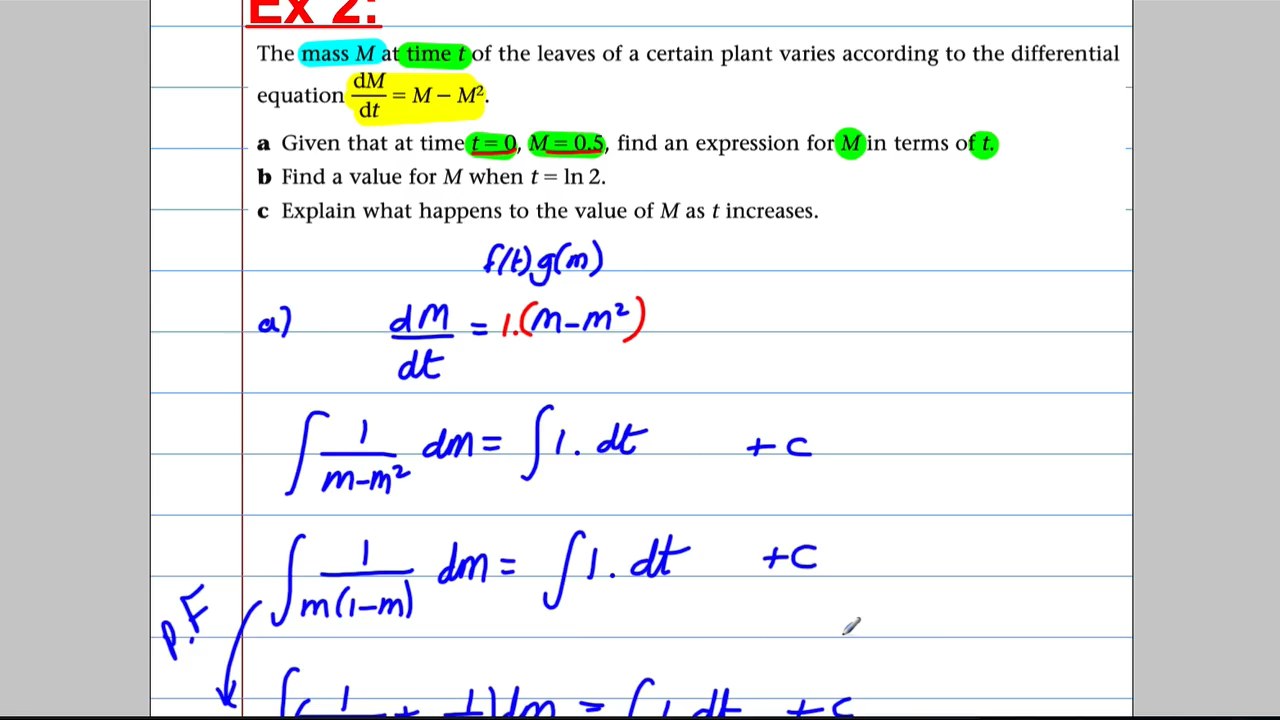 Ex 2:
The mass M at time t of the leaves of a certain plant varies according to the differential
equation dM/dt = M – M².
a Given that at time t = 0, M = 0.5, find an expression for M in terms of t.
b Find a value for M when t = ln 2.
c Explain what happens to the value of M as t increases.
f(t)g(m)
a) dM/dt = 1.(m-m²)
∫ 1/(m-m²) dm = ∫ 1. dt + c
∫ 1/(m(1-m)) dm = ∫ 1. dt + c
P.F